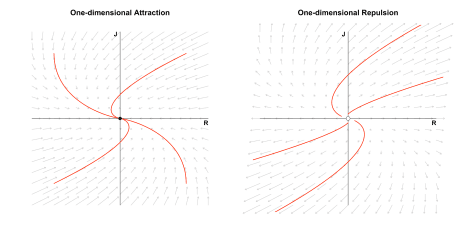 One-dimensional Attraction
J
R
One-dimensional Repulsion
J
R